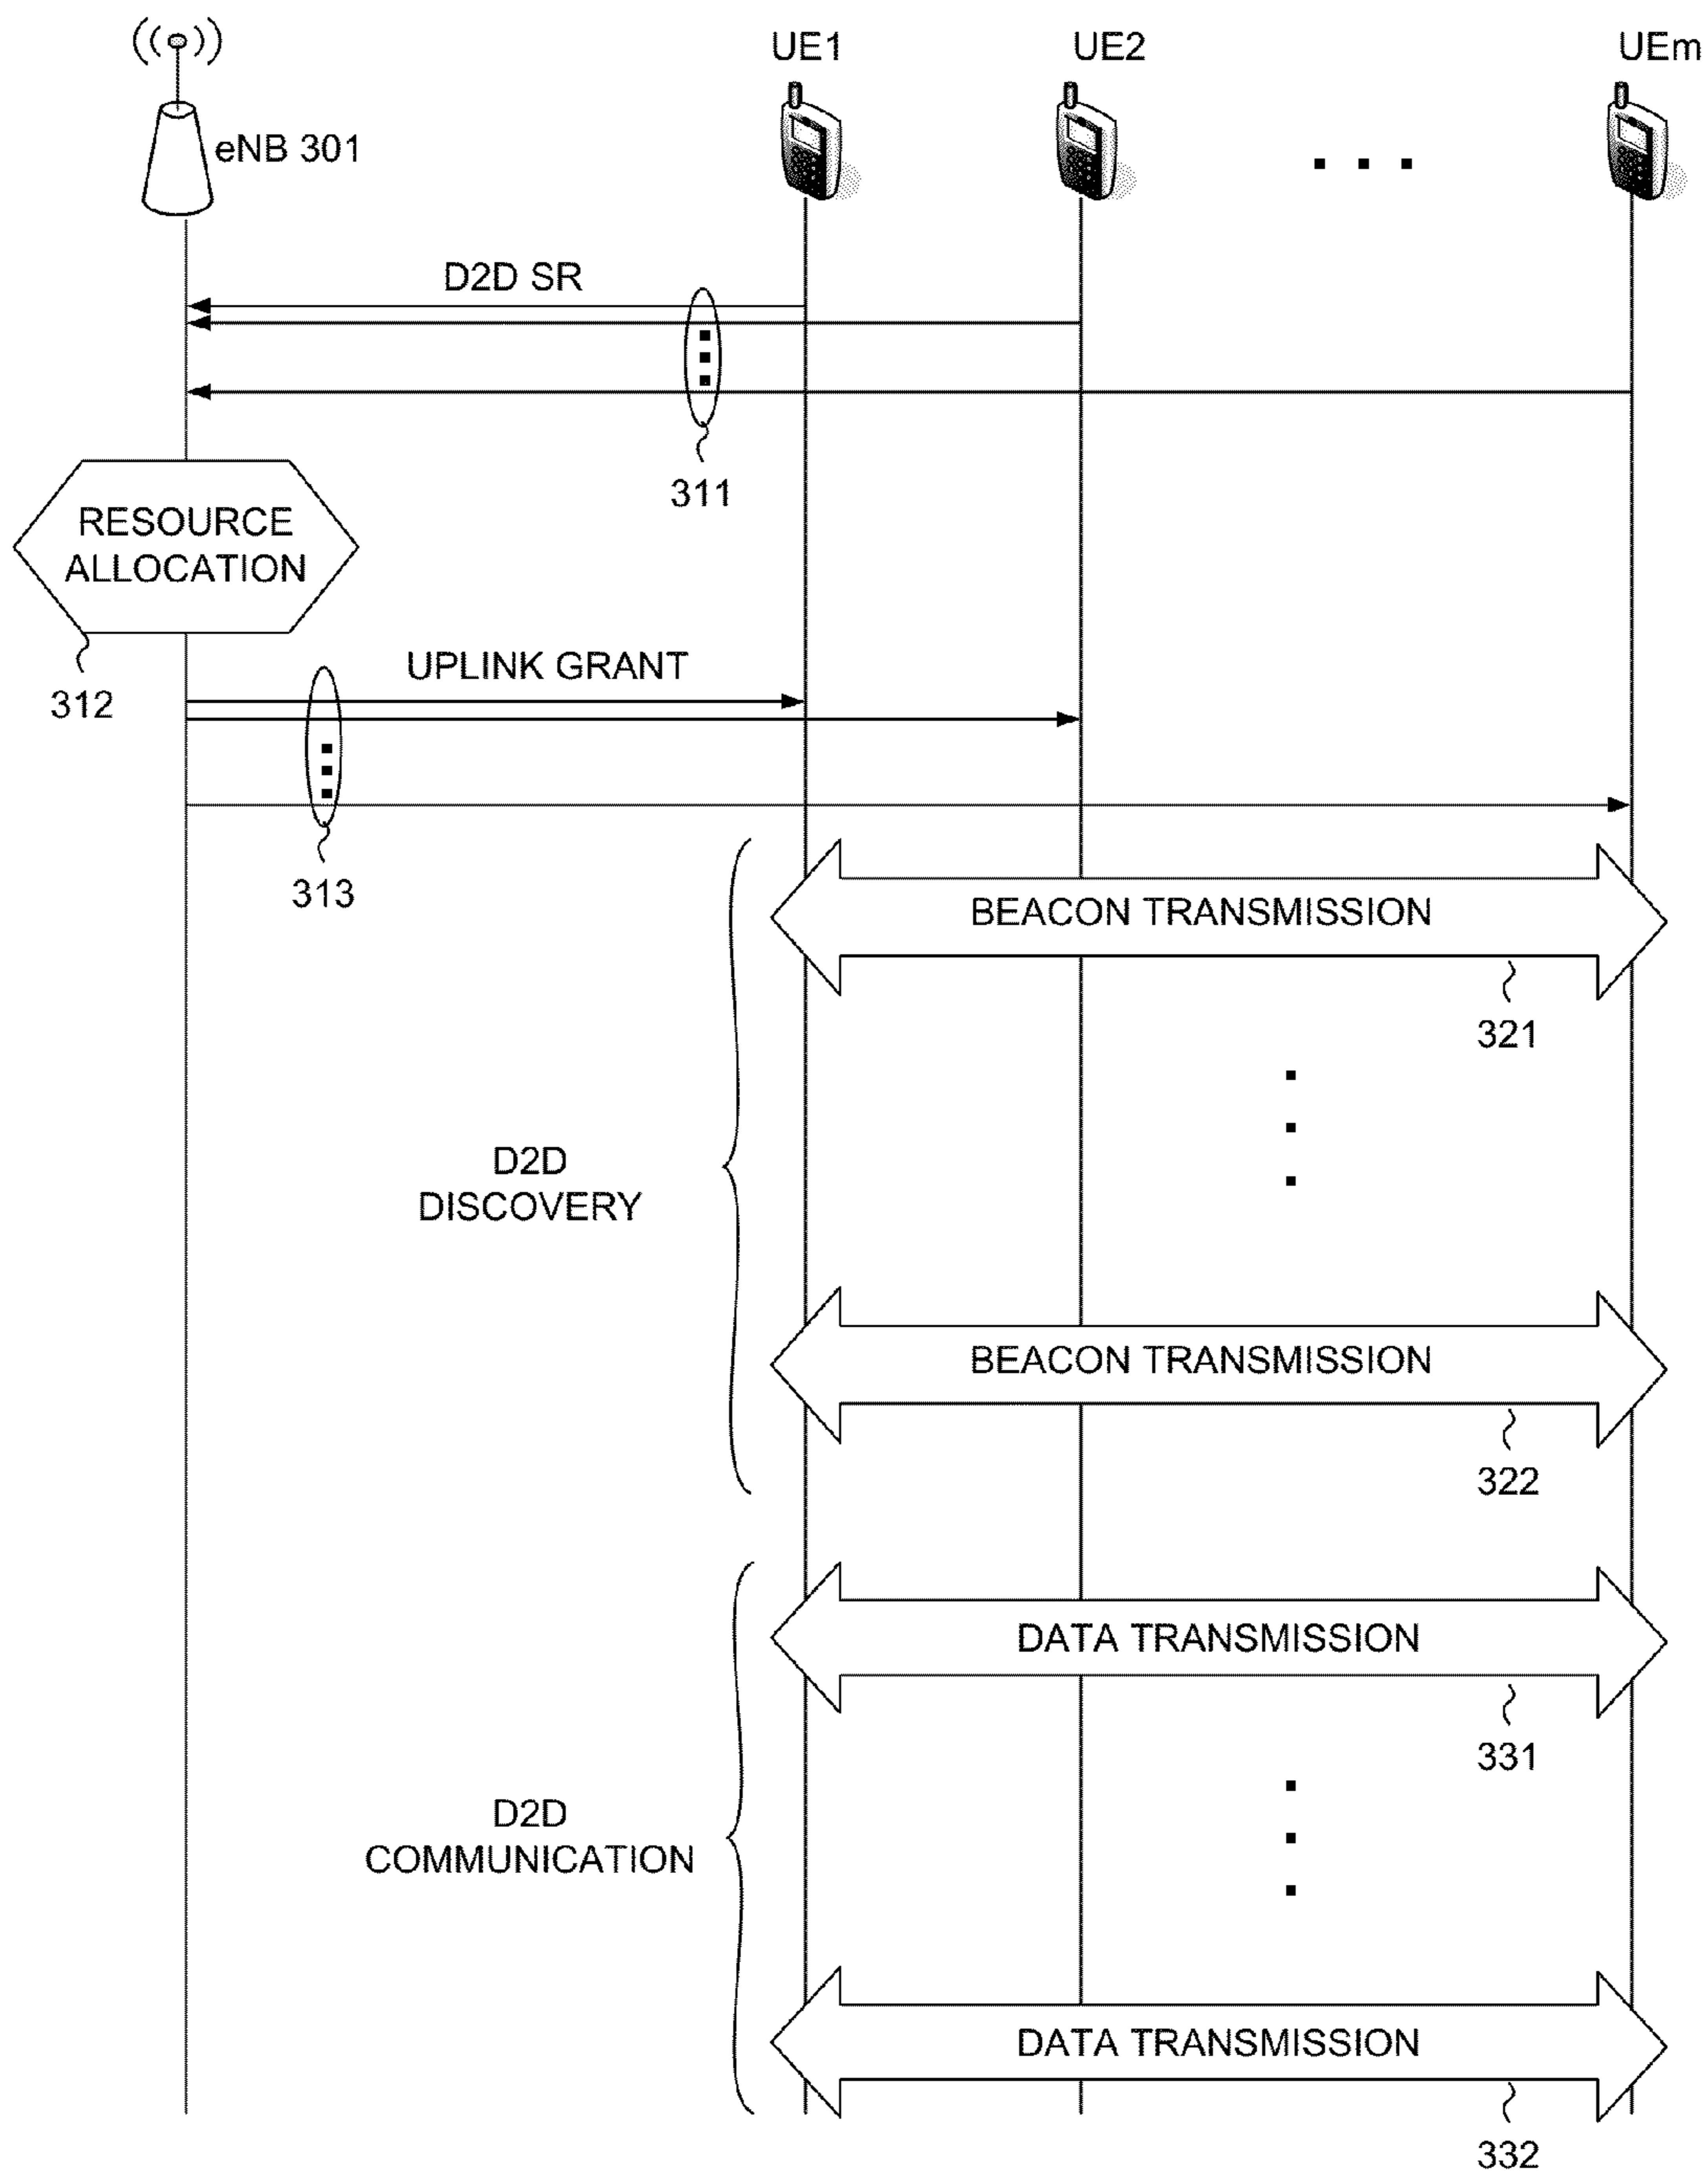 UE1
UE2
UEm
eNB 301
D2D SR
311
RESOURCE
ALLOCATION
312
UPLINK GRANT
313
BEACON TRANSMISSION
321
D2D
DISCOVERY
BEACON TRANSMISSION
322
DATA TRANSMISSION
331
D2D
COMMUNICATION
DATA TRANSMISSION
332